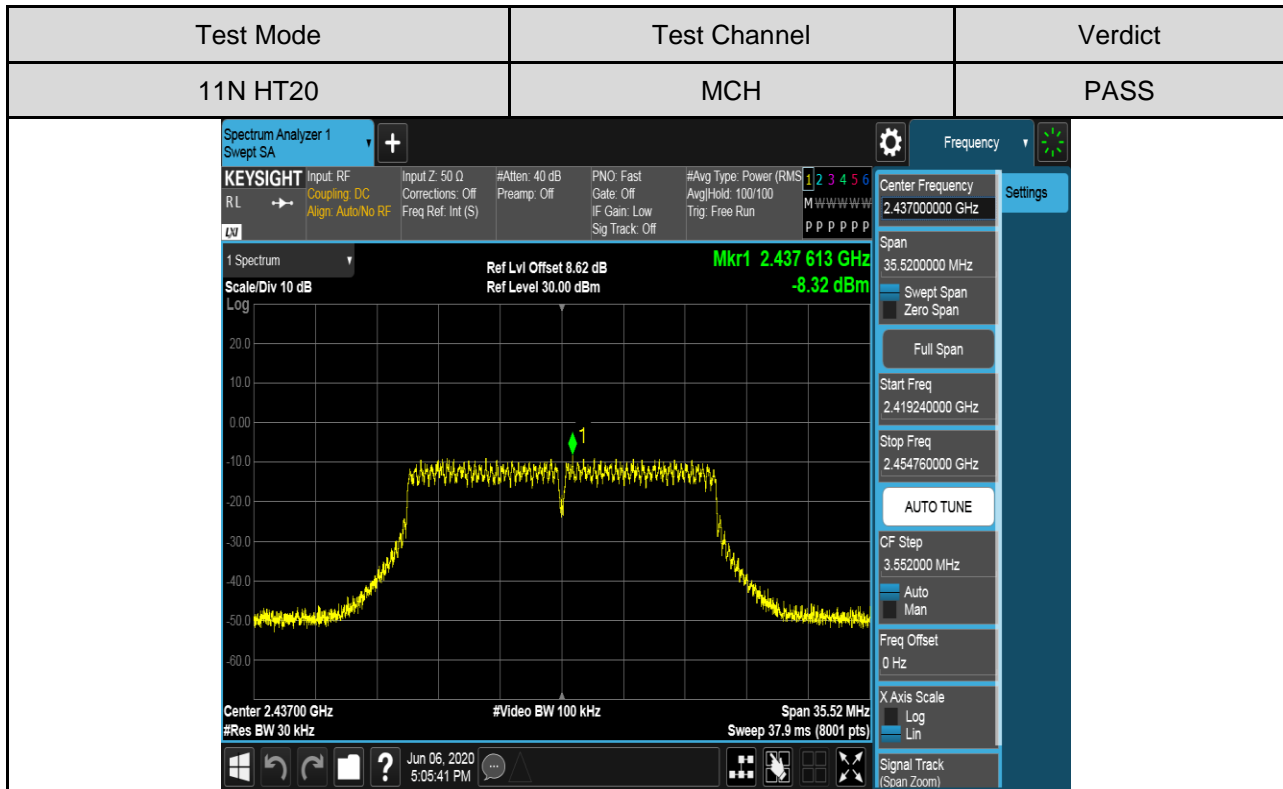 Test Mode Test Channel Verdict
11N HT20 MCH PASS
Spectrum Analyzer 1
Swept SA
Frequency
KEYSIGHT
RL
LXI
Input: RF
Coupling: DC
Align: Auto/No RF
Input Z: 50 Ω
Corrections: Off
Freq Ref: Int (S)
#Atten: 40 dB
Preamp: Off
PNO: Fast
Gate: Off
IF Gain: Low
Sig Track: Off
#Avg Type: Power (RMS
Avg|Hold: 100/100
Trig: Free Run
1 2 3 4 5 6
M W W W W W
P P P P P P
1 Spectrum
Scale/Div 10 dB
Log
Ref Lvl Offset 8.62 dB
Ref Level 30.00 dBm
Mkr1 2.437 613 GHz
-8.32 dBm
20.0
10.0
0.00
-10.0
-20.0
-30.0
-40.0
-50.0
-60.0
1
Center 2.43700 GHz
#Res BW 30 kHz
#Video BW 100 kHz
Span 35.52 MHz
Sweep 37.9 ms (8001 pts)
Center Frequency
2.437000000 GHz
Settings
Span
35.5200000 MHz
Swept Span
Zero Span
Full Span
Start Freq
2.419240000 GHz
Stop Freq
2.454760000 GHz
AUTO TUNE
CF Step
3.552000 MHz
Auto
Man
Freq Offset
0 Hz
X Axis Scale
Log
Lin
Signal Track
(Span Zoom)
?
Jun 06, 2020
5:05:41 PM